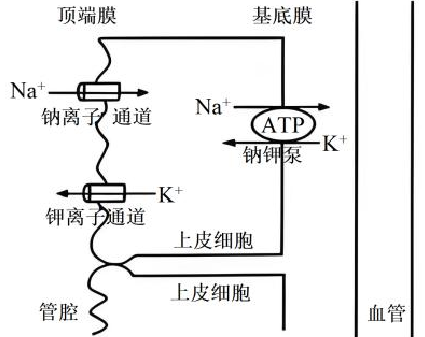 顶端膜 基底膜
Na⁺
钠离子 通道
Na⁺
ATP
K⁺
钠钾泵
K⁺
钾离子通道
上皮细胞
上皮细胞
管腔
血管